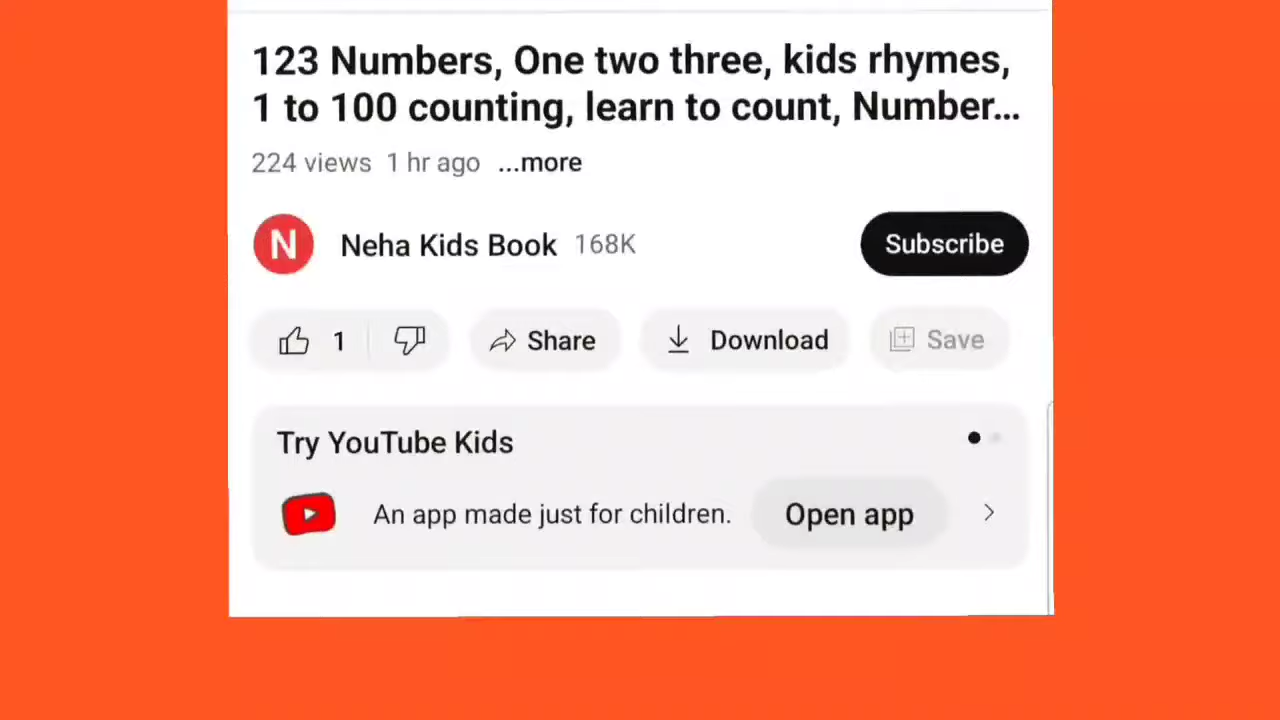 123 Numbers, One two three, kids rhymes,
1 to 100 counting, learn to count, Number...
224 views 1 hr ago ...more
N Neha Kids Book 168K Subscribe
1 Share Download Save
Try YouTube Kids
An app made just for children. Open app